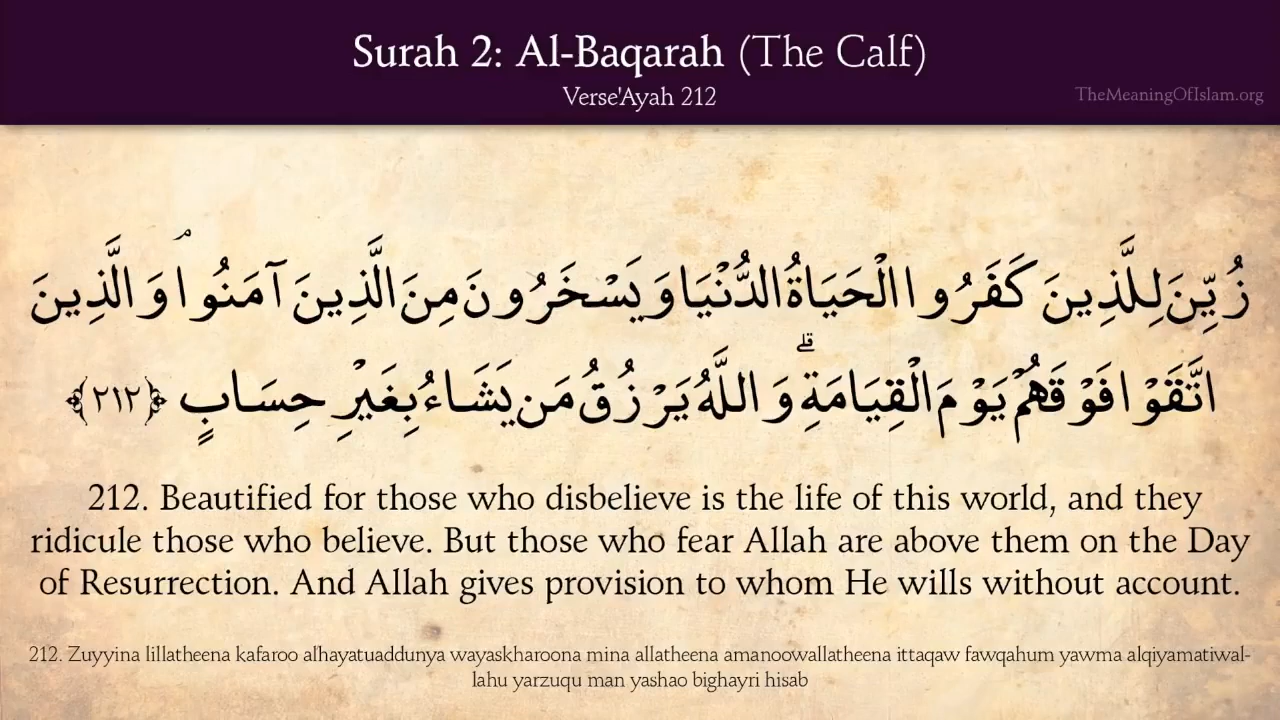 Surah 2: Al-Baqarah (The Calf)
Verse'Ayah 212
TheMeaningOfIslam.org
زُيِّنَ لِلَّذِينَ كَفَرُوا الْحَيَاةُ الدُّنْيَا وَيَسْخَرُونَ مِنَ الَّذِينَ آمَنُوا ۘ وَالَّذِينَ
اتَّقَوْا فَوْقَهُمْ يَوْمَ الْقِيَامَةِ ۗ وَاللَّهُ يَرْزُقُ مَن يَشَاءُ بِغَيْرِ حِسَابٍ ﴿٢١٢﴾
212. Beautified for those who disbelieve is the life of this world, and they
ridicule those who believe. But those who fear Allah are above them on the Day
of Resurrection. And Allah gives provision to whom He wills without account.
212. Zuyyina lillatheena kafaroo alhayatuaddunya wayaskharoona mina allatheena amanoowallatheena ittaqaw fawqahum yawma alqiyamatiwal-
lahu yarzuqu man yashao bighayri hisab